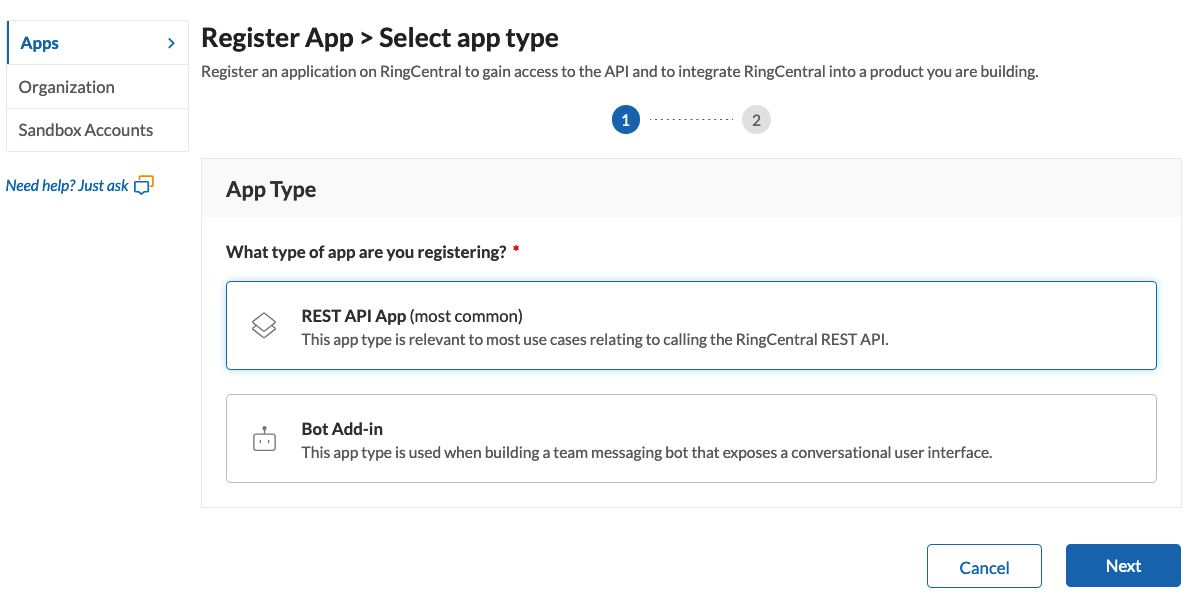 Apps
Organization
Sandbox Accounts
Need help? Just ask
Register App > Select app type
Register an application on RingCentral to gain access to the API and to integrate RingCentral into a product you are building.
1
2
App Type
What type of app are you registering? *
REST API App (most common)
This app type is relevant to most use cases relating to calling the RingCentral REST API.
Bot Add-in
This app type is used when building a team messaging bot that exposes a conversational user interface.
Cancel
Next